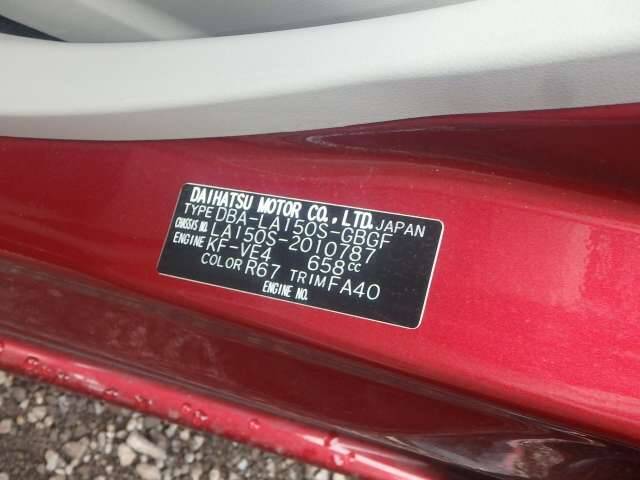 DAIHATSU MOTOR CO., LTD. JAPAN
TYPE DBA-LA150S-GBGF
CHASSIS NO. LA150S-2010787
ENGINE KF-VE4 658cc
COLOR R67 TRIM FA40
ENGINE NO.